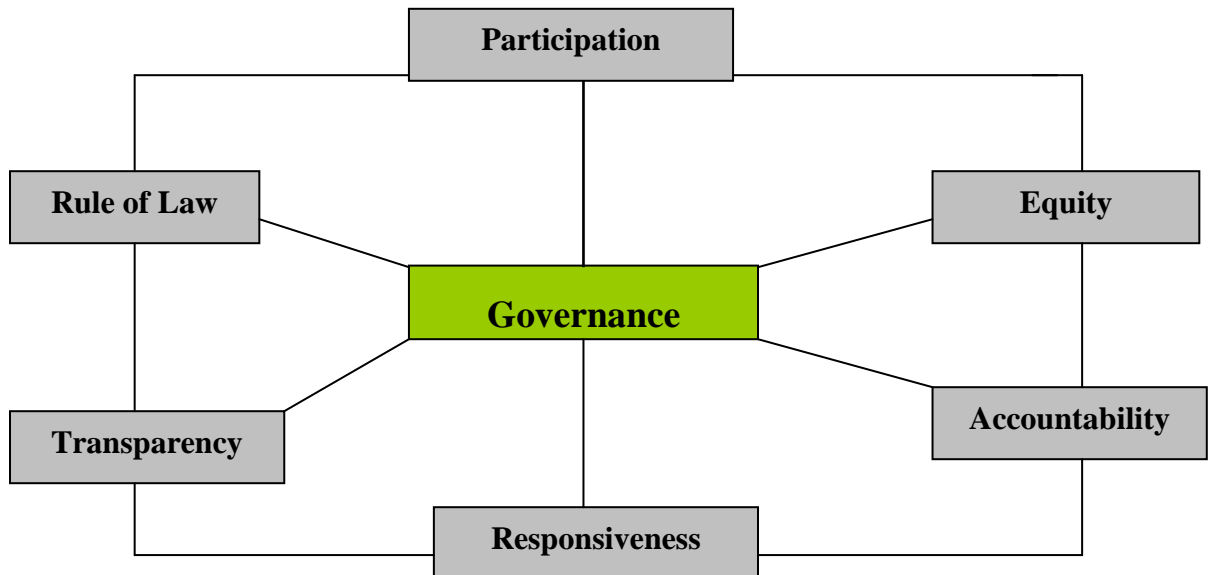 Participation
Rule of Law
Equity
Governance
Transparency
Accountability
Responsiveness